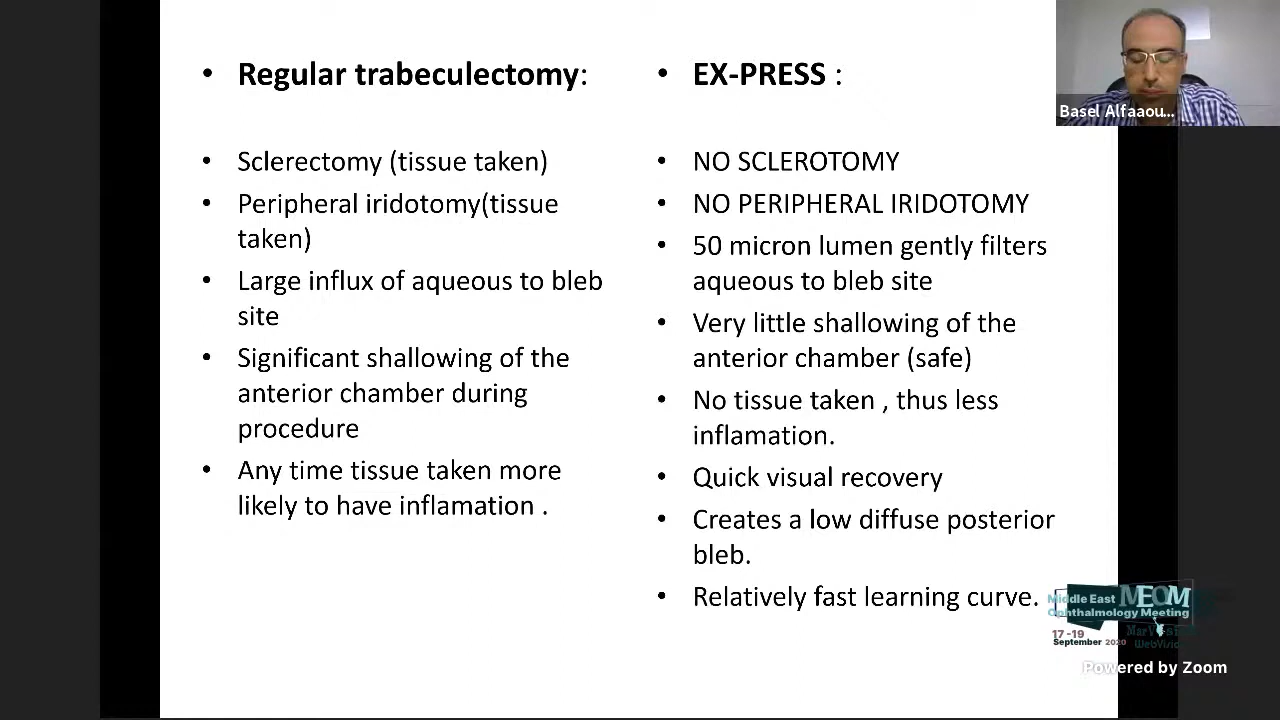 • Regular trabeculectomy:
• Sclerectomy (tissue taken)
• Peripheral iridotomy(tissue
taken)
• Large influx of aqueous to bleb
site
• Significant shallowing of the
anterior chamber during
procedure
• Any time tissue taken more
likely to have inflamation .
• EX-PRESS :
• NO SCLEROTOMY
• NO PERIPHERAL IRIDOTOMY
• 50 micron lumen gently filters
aqueous to bleb site
• Very little shallowing of the
anterior chamber (safe)
• No tissue taken , thus less
inflamation.
• Quick visual recovery
• Creates a low diffuse posterior
bleb.
• Relatively fast learning curve.
Basel Alfaaou...
Middle East MEOM
Ophthalmology Meeting
17-19
September 2020
WebVision
Powered by Zoom